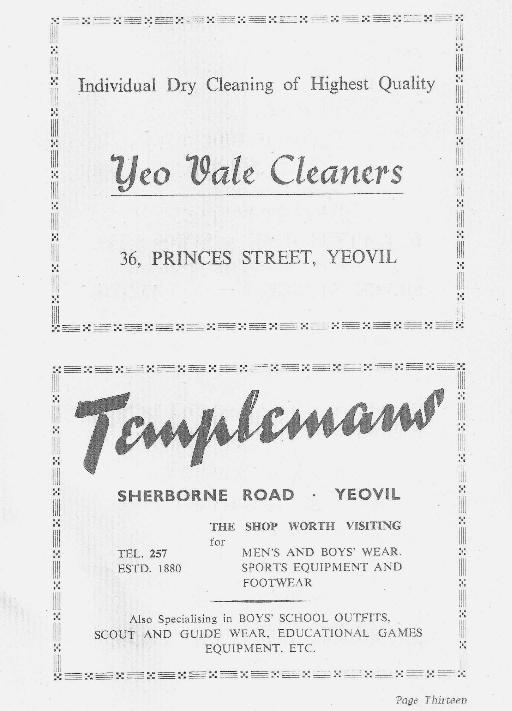 Individual Dry Cleaning of Highest Quality
Yeo Vale Cleaners
36, PRINCES STREET, YEOVIL
Templemans
SHERBORNE ROAD · YEOVIL
THE SHOP WORTH VISITING
for
TEL. 257
MEN'S AND BOYS' WEAR.
ESTD. 1880
SPORTS EQUIPMENT AND
FOOTWEAR
Also Specialising in BOYS' SCHOOL OUTFITS,
SCOUT AND GUIDE WEAR, EDUCATIONAL GAMES
EQUIPMENT, ETC.
Page Thirteen